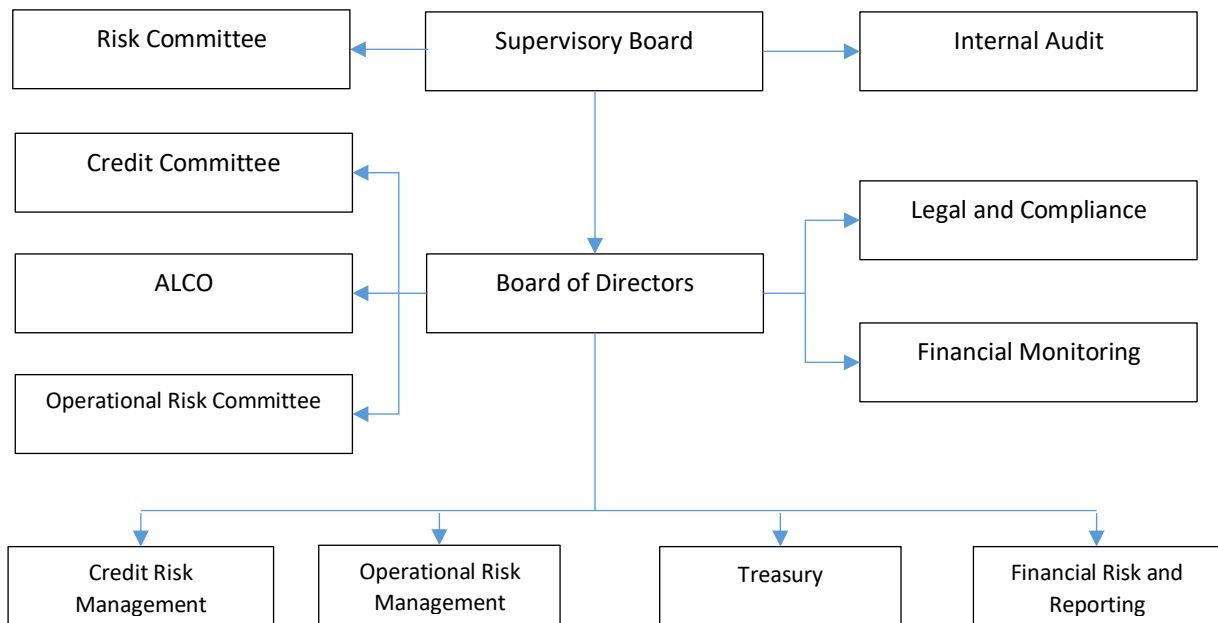 Risk Committee
Supervisory Board
Internal Audit
Credit Committee
Legal and Compliance
ALCO
Board of Directors
Financial Monitoring
Operational Risk Committee
Credit Risk
Management
Operational Risk
Management
Treasury
Financial Risk and
Reporting